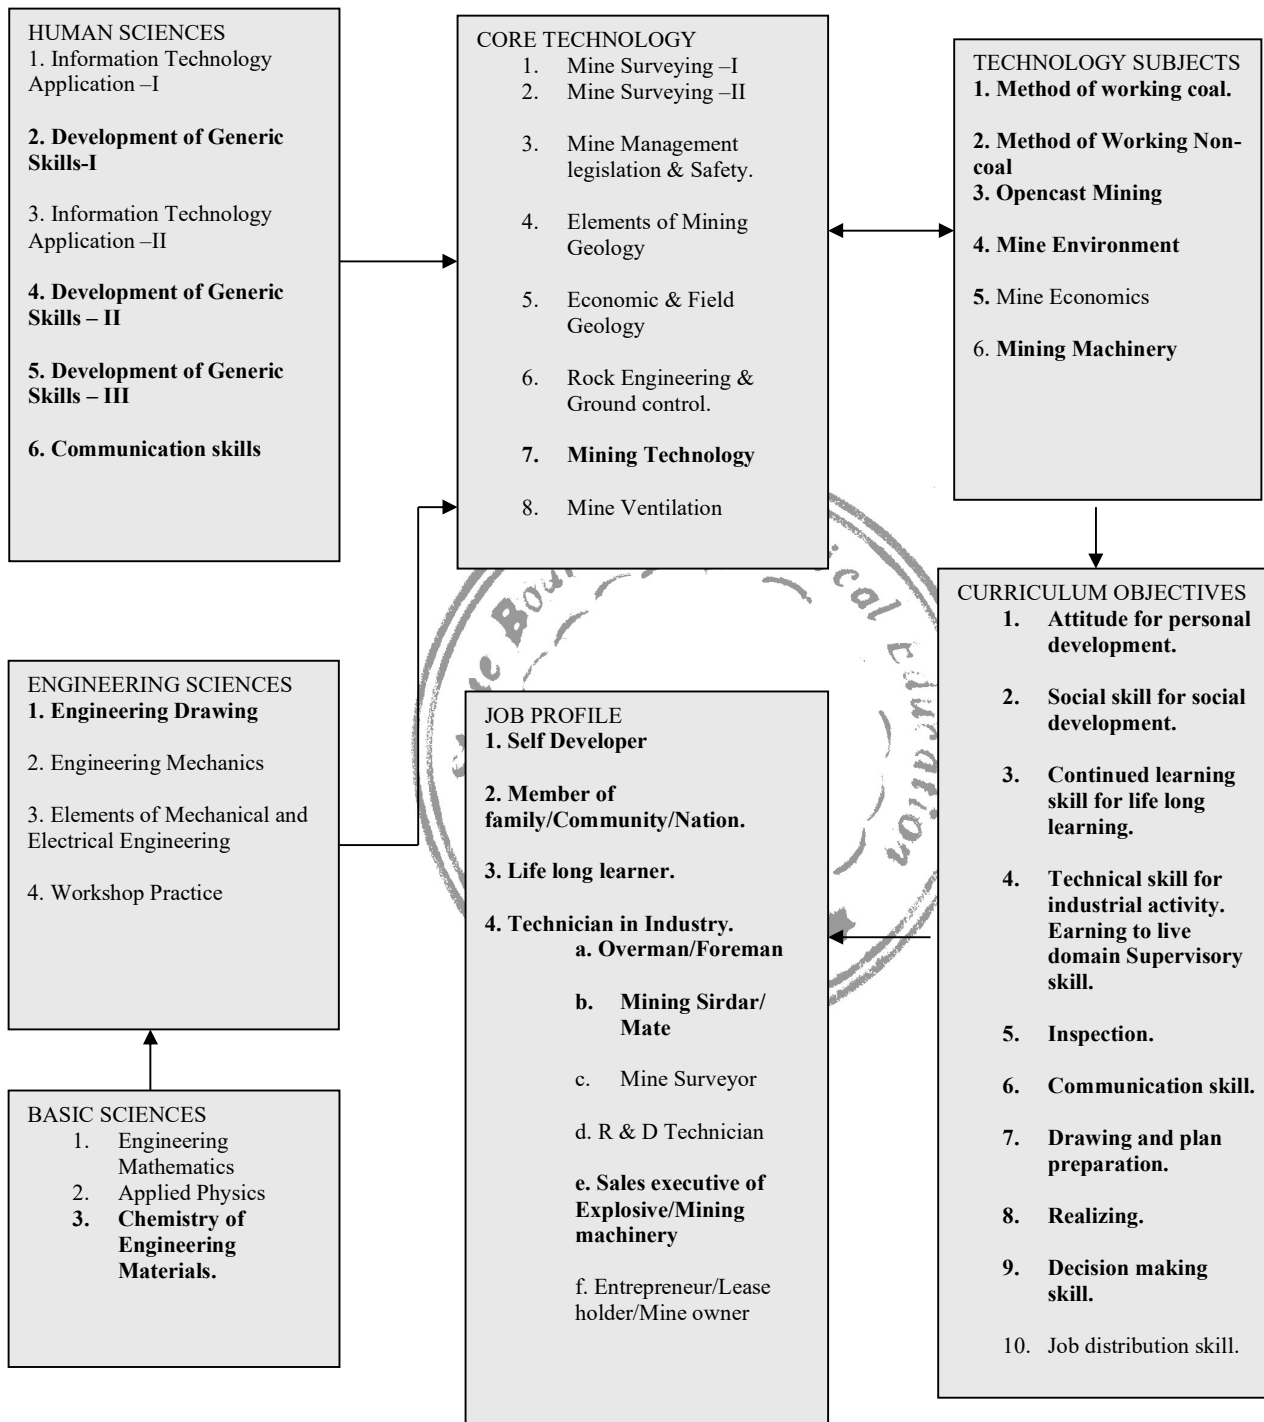 HUMAN SCIENCES
1. Information Technology
Application –I
2. Development of Generic
Skills-I
3. Information Technology
Application –II
4. Development of Generic
Skills – II
5. Development of Generic
Skills – III
6. Communication skills
CORE TECHNOLOGY
1. Mine Surveying –I
2. Mine Surveying –II
3. Mine Management
legislation & Safety.
4. Elements of Mining
Geology
5. Economic & Field
Geology
6. Rock Engineering &
Ground control.
7. Mining Technology
8. Mine Ventilation
TECHNOLOGY SUBJECTS
1. Method of working coal.
2. Method of Working Non-
coal
3. Opencast Mining
4. Mine Environment
5. Mine Economics
6. Mining Machinery
ENGINEERING SCIENCES
1. Engineering Drawing
2. Engineering Mechanics
3. Elements of Mechanical and
Electrical Engineering
4. Workshop Practice
BASIC SCIENCES
1. Engineering
Mathematics
2. Applied Physics
3. Chemistry of
Engineering
Materials.
JOB PROFILE
1. Self Developer
2. Member of
family/Community/Nation.
3. Life long learner.
4. Technician in Industry.
a. Overman/Foreman
b. Mining Sirdar/
Mate
c. Mine Surveyor
d. R & D Technician
e. Sales executive of
Explosive/Mining
machinery
f. Entrepreneur/Lease
holder/Mine owner
CURRICULUM OBJECTIVES
1. Attitude for personal
development.
2. Social skill for social
development.
3. Continued learning
skill for life long
learning.
4. Technical skill for
industrial activity.
Earning to live
domain Supervisory
skill.
5. Inspection.
6. Communication skill.
7. Drawing and plan
preparation.
8. Realizing.
9. Decision making
skill.
10. Job distribution skill.
Education